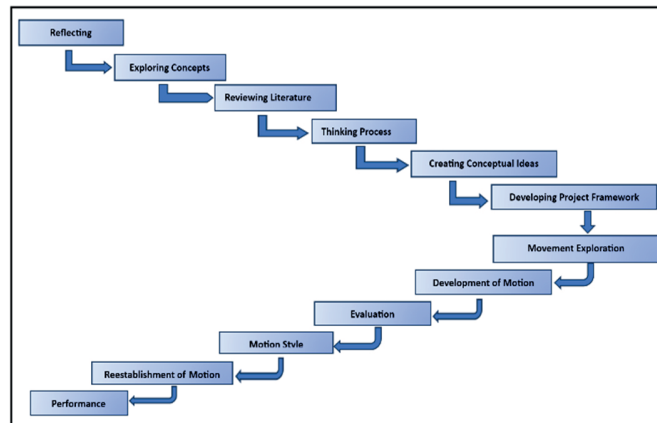 Reflecting
Exploring Concepts
Reviewing Literature
Thinking Process
Creating Conceptual Ideas
Developing Project Framework
Movement Exploration
Development of Motion
Evaluation
Motion Style
Reestablishment of Motion
Performance